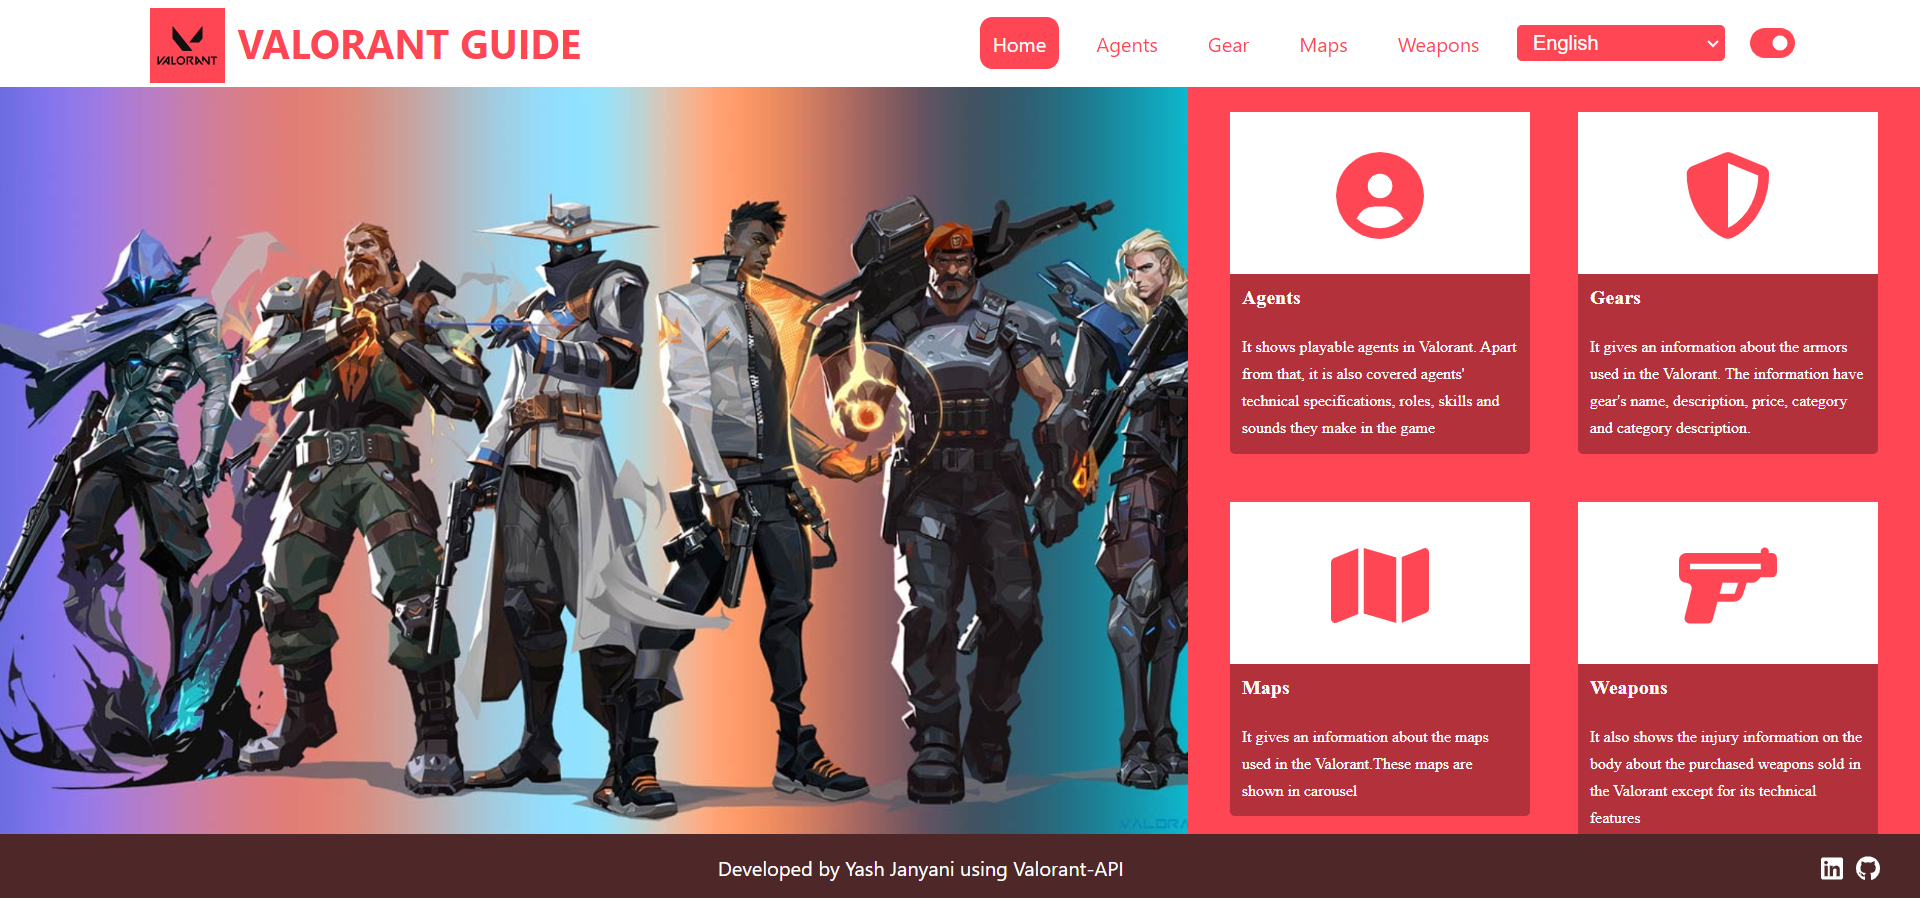 VALORANT
VALORANT GUIDE
Home
Agents
Gear
Maps
Weapons
English
Agents
It shows playable agents in Valorant. Apart
from that, it is also covered agents'
technical specifications, roles, skills and
sounds they make in the game
Gears
It gives an information about the armors
used in the Valorant. The information have
gear's name, description, price, category
and category description.
Maps
It gives an information about the maps
used in the Valorant.These maps are
shown in carousel
Weapons
It also shows the injury information on the
body about the purchased weapons sold in
the Valorant except for its technical
features
VALORA
Developed by Yash Janyani using Valorant-API
in